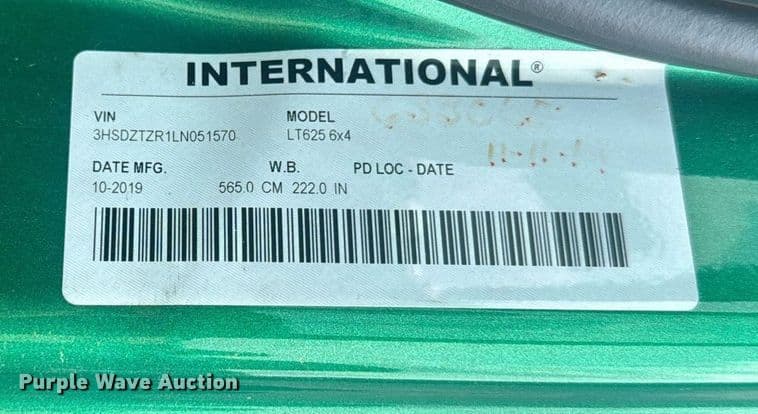 INTERNATIONAL®
VIN MODEL
3HSDZTZR1LN051570 LT625 6x4
DATE MFG. W.B. PD LOC - DATE
10-2019 565.0 CM 222.0 IN
Purple Wave Auction